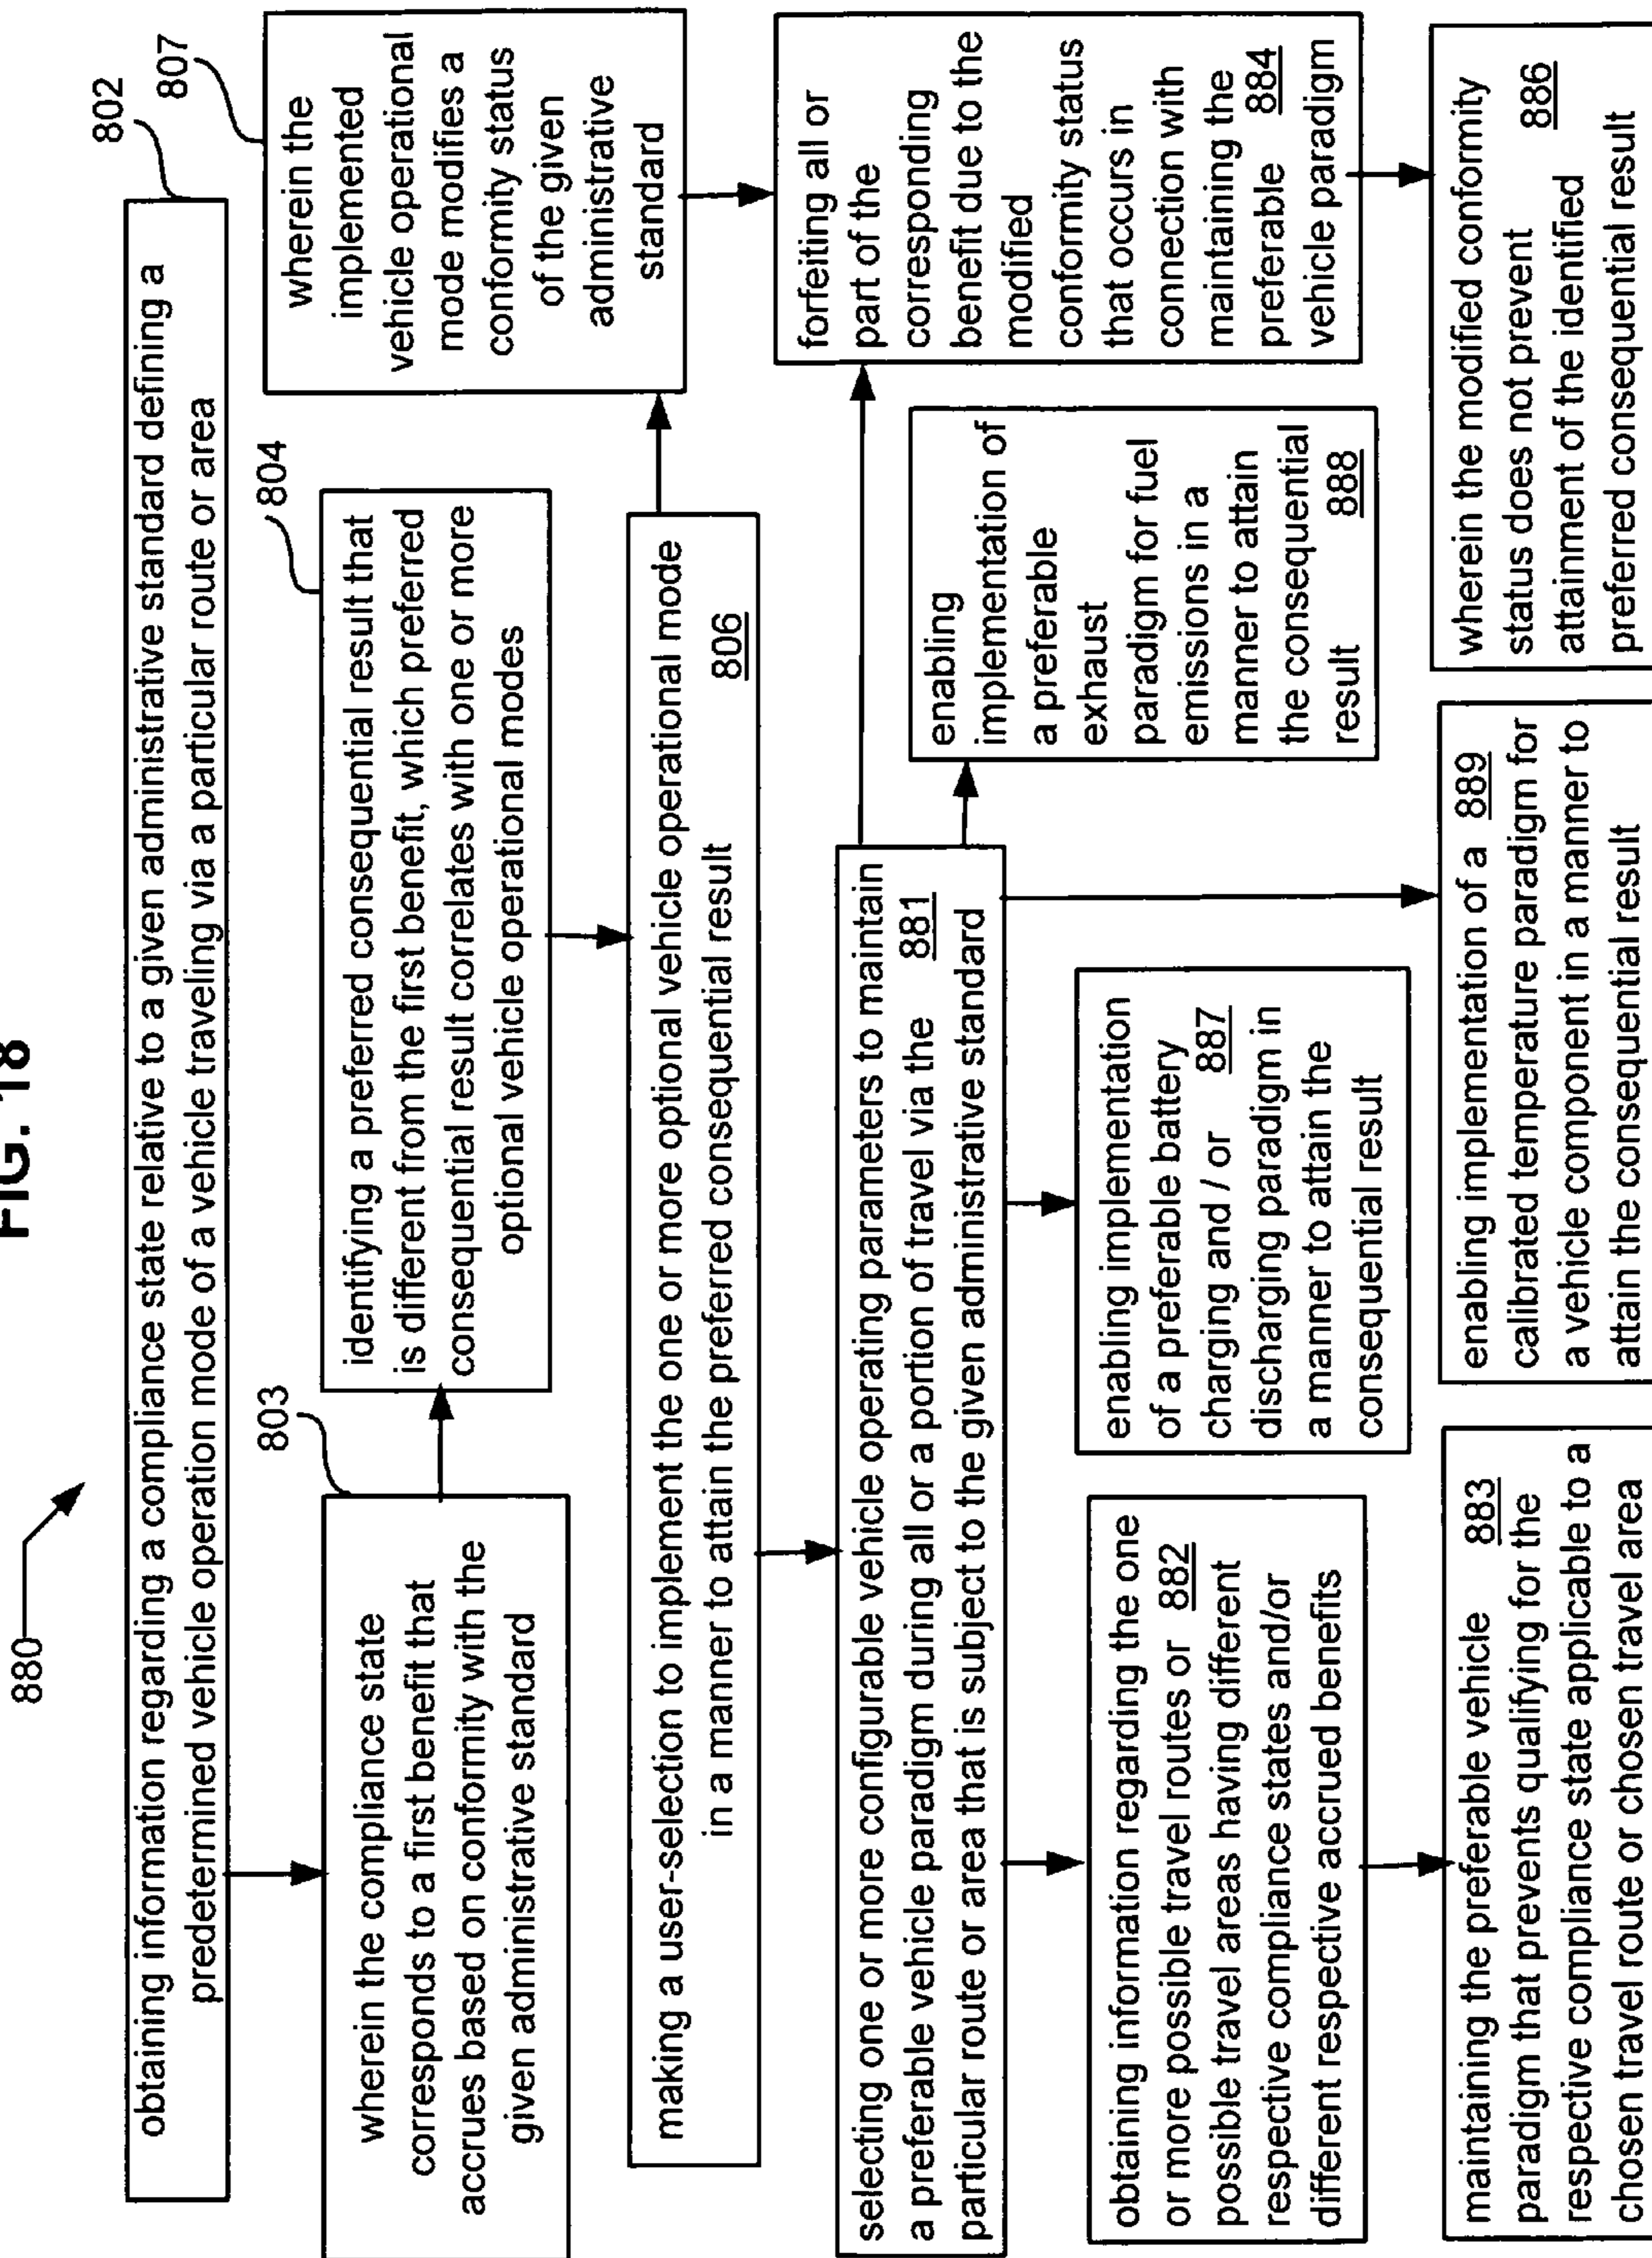 FIG. 18
880
802
obtaining information regarding a compliance state relative to a given administrative standard defining a
predetermined vehicle operation mode of a vehicle traveling via a particular route or area
803
wherein the compliance state
corresponds to a first benefit that
accrues based on conformity with the
given administrative standard
804
identifying a preferred consequential result that
is different from the first benefit, which preferred
consequential result correlates with one or more
optional vehicle operational modes
807
wherein the
implemented
vehicle operational
mode modifies a
conformity status
of the given
administrative
standard
making a user-selection to implement the one or more optional vehicle operational mode
in a manner to attain the preferred consequential result 806
selecting one or more configurable vehicle operating parameters to maintain
a preferable vehicle paradigm during all or a portion of travel via the 881
particular route or area that is subject to the given administrative standard
forfeiting all or
part of the
corresponding
benefit due to the
modified
conformity status
that occurs in
connection with
maintaining the
preferable 884
vehicle paradigm
enabling
implementation of
a preferable
exhaust
paradigm for fuel
emissions in a
manner to attain
the consequential
result 888
obtaining information regarding the one
or more possible travel routes or 882
possible travel areas having different
respective compliance states and/or
different respective accrued benefits
enabling implementation
of a preferable battery
charging and / or 887
discharging paradigm in
a manner to attain the
consequential result
maintaining the preferable vehicle 883
paradigm that prevents qualifying for the
respective compliance state applicable to a
chosen travel route or chosen travel area
enabling implementation of a 889
calibrated temperature paradigm for
a vehicle component in a manner to
attain the consequential result
wherein the modified conformity
status does not prevent 886
attainment of the identified
preferred consequential result